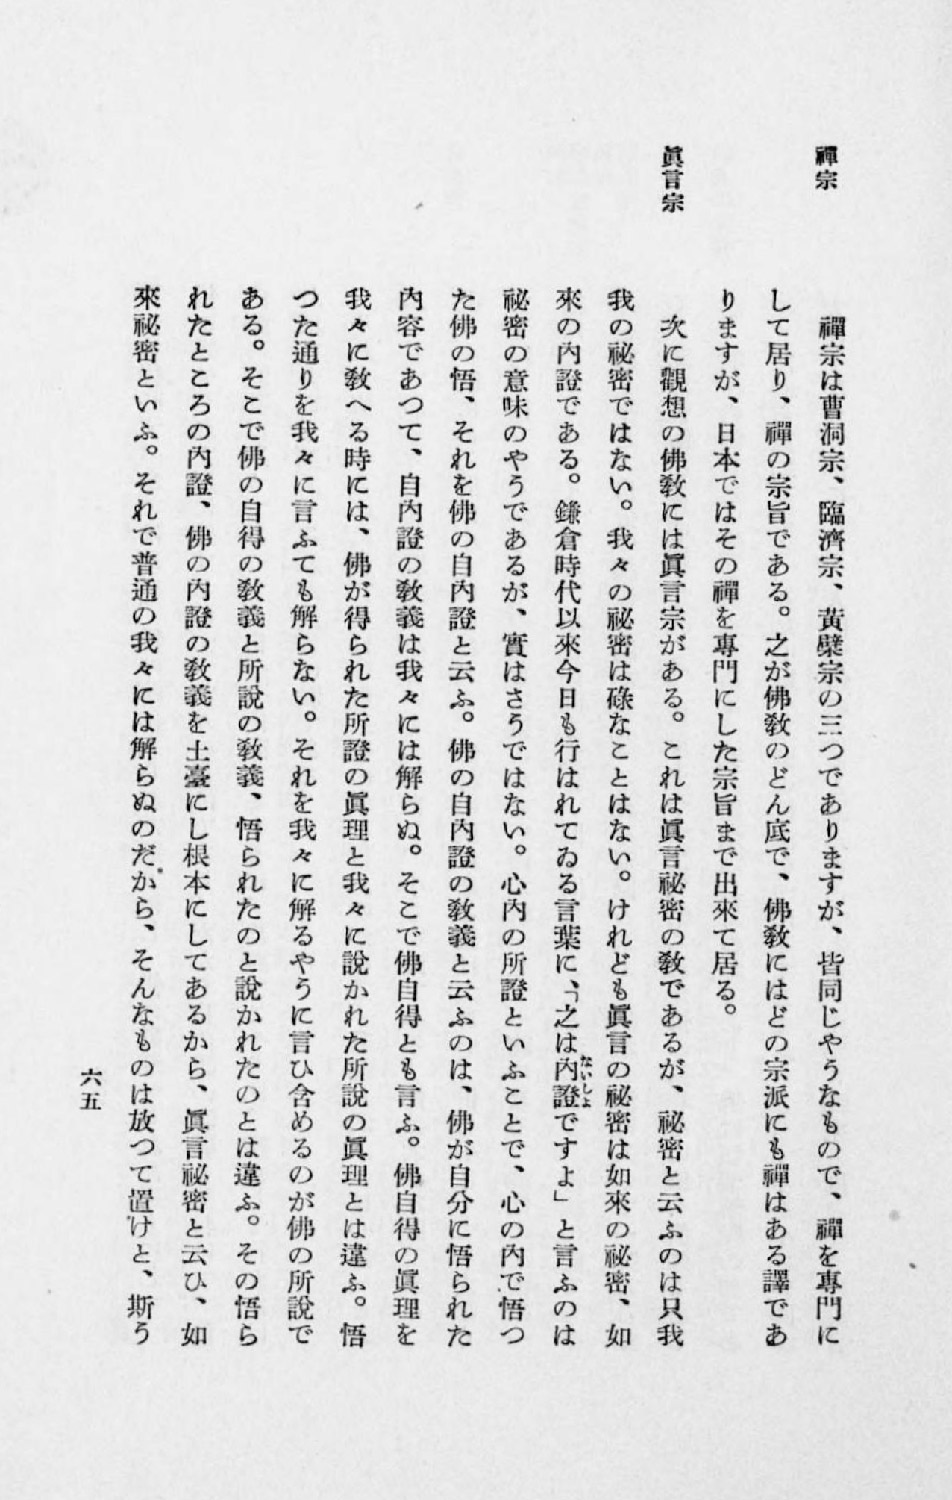 禪宗
禪宗は曹洞宗、臨濟宗、黃檗宗の三つでありますが、皆同じやうなもので、禪を專門に
して居り、禪の宗旨である。之が佛敎のどん底で、佛敎にはどの宗派にも禪はある譯であ
りますが、日本ではその禪を專門にした宗旨まで出來て居る。
眞言宗
次に觀想の佛敎には眞言宗がある。これは眞言秘密の敎であるが、秘密と云ふのは只我
我の秘密ではない。我々の秘密は碌なことはない。けれども眞言の秘密は如來の秘密、如
來の內證である。鎌倉時代以來今日も行はれてゐる言葉に、「之は內證ですよ」と言ふのは
ないしよ
秘密の意味のやうであるが、實はさうではない。心內の所證といふことで、心の內で悟つ
た佛の悟、それを佛の自內證と云ふ。佛の自內證の敎義と云ふのは、佛が自分に悟られた
內容であつて、自內證の敎義は我々には解らぬ。そこで佛自得とも言ふ。佛自得の眞理を
我々に敎へる時には、佛が得られた所證の眞理と我々に說かれた所說の眞理とは違ふ。悟
つた通りを我々に言ふても解らない。それを我々に解るやうに言ひ含めるのが佛の所說で
ある。そこで佛の自得の敎義と所說の敎義、悟られたのと說かれたのとは違ふ。その悟ら
れたところの內證、佛の內證の敎義を土臺にし根本にしてあるから、眞言秘密と云ひ、如
來秘密といふ。それで普通の我々には解らぬのだから、そんなものは放つて置けと、斯う
六五